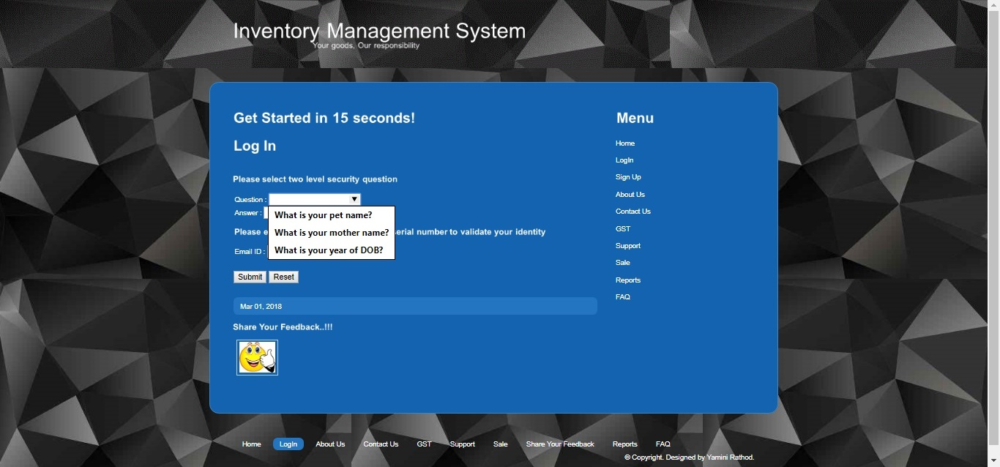 Inventory Management System
Your goods, Our responsibility
Get Started in 15 seconds!
Log In
Please select two level security question
Question :
What is your pet name?
What is your mother name?
What is your year of DOB?
Answer :
Please e
serial number to validate your identity
Email ID :
Submit Reset
Mar 01, 2018
Share Your Feedback..!!!
Menu
Home
LogIn
Sign Up
About Us
Contact Us
GST
Support
Sale
Reports
FAQ
Home LogIn About Us Contact Us GST Support Sale Share Your Feedback Reports FAQ
© Copyright. Designed by Yamini Rathod.